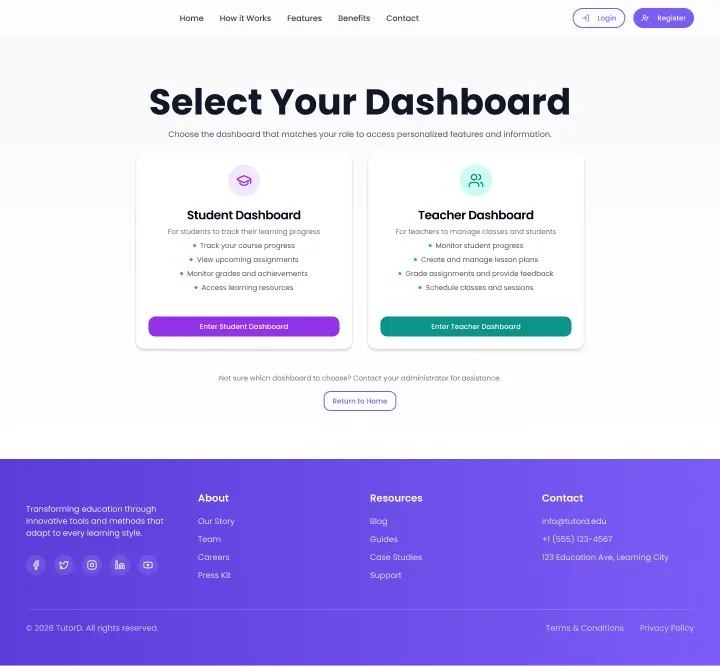 Home
How it Works
Features
Benefits
Contact
Login
Register
Select Your Dashboard
Choose the dashboard that matches your role to access personalized features and information.
Student Dashboard
For students to track their learning progress
• Track your course progress
• View upcoming assignments
• Monitor grades and achievements
• Access learning resources
Enter Student Dashboard
Teacher Dashboard
For teachers to manage classes and students
• Monitor student progress
• Create and manage lesson plans
• Grade assignments and provide feedback
• Schedule classes and sessions
Enter Teacher Dashboard
Not sure which dashboard to choose? Contact your administrator for assistance.
Return to Home
Transforming education through
innovative tools and methods that
adapt to every learning style.
About
Our Story
Team
Careers
Press Kit
Resources
Blog
Guides
Case Studies
Support
Contact
info@tutord.edu
+1 (555) 123-4567
123 Education Ave, Learning City
© 2026 TutorD. All rights reserved.
Terms & Conditions
Privacy Policy